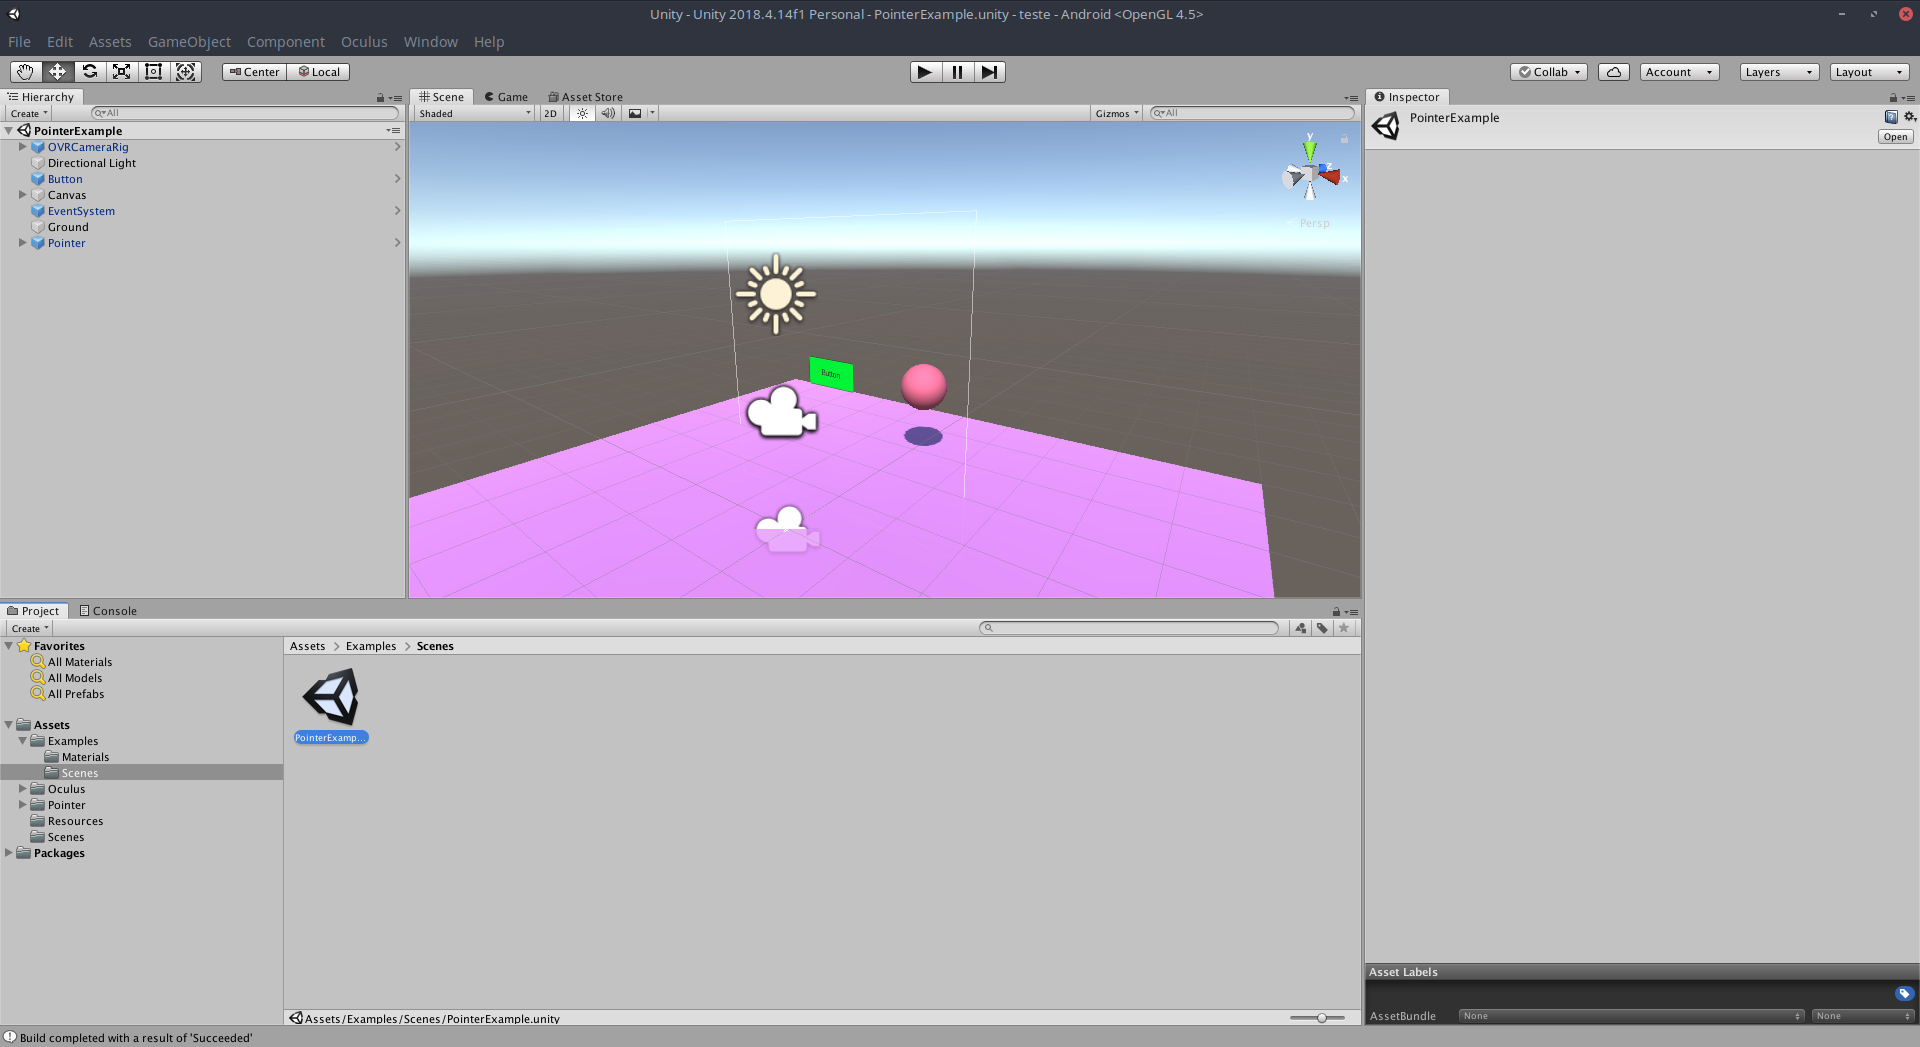 Unity - Unity 2018.4.14f1 Personal - PointerExample.unity - teste - Android <OpenGL 4.5>
File Edit Assets GameObject Component Oculus Window Help
Center Local Collab Account Layers Layout
Hierarchy
Create All
PointerExample
OVRCameraRig
Directional Light
Button
Canvas
EventSystem
Ground
Pointer
Scene Game Asset Store
Shaded 2D Gizmos All
y
z
x
Persp
Button
Inspector
PointerExample
Open
Project Console
Create
Favorites
All Materials
All Models
All Prefabs
Assets
Examples
Materials
Scenes
Oculus
Pointer
Resources
Scenes
Packages
Assets > Examples > Scenes
PointerExamp...
Assets/Examples/Scenes/PointerExample.unity
Asset Labels
AssetBundle None None
Build completed with a result of 'Succeeded'